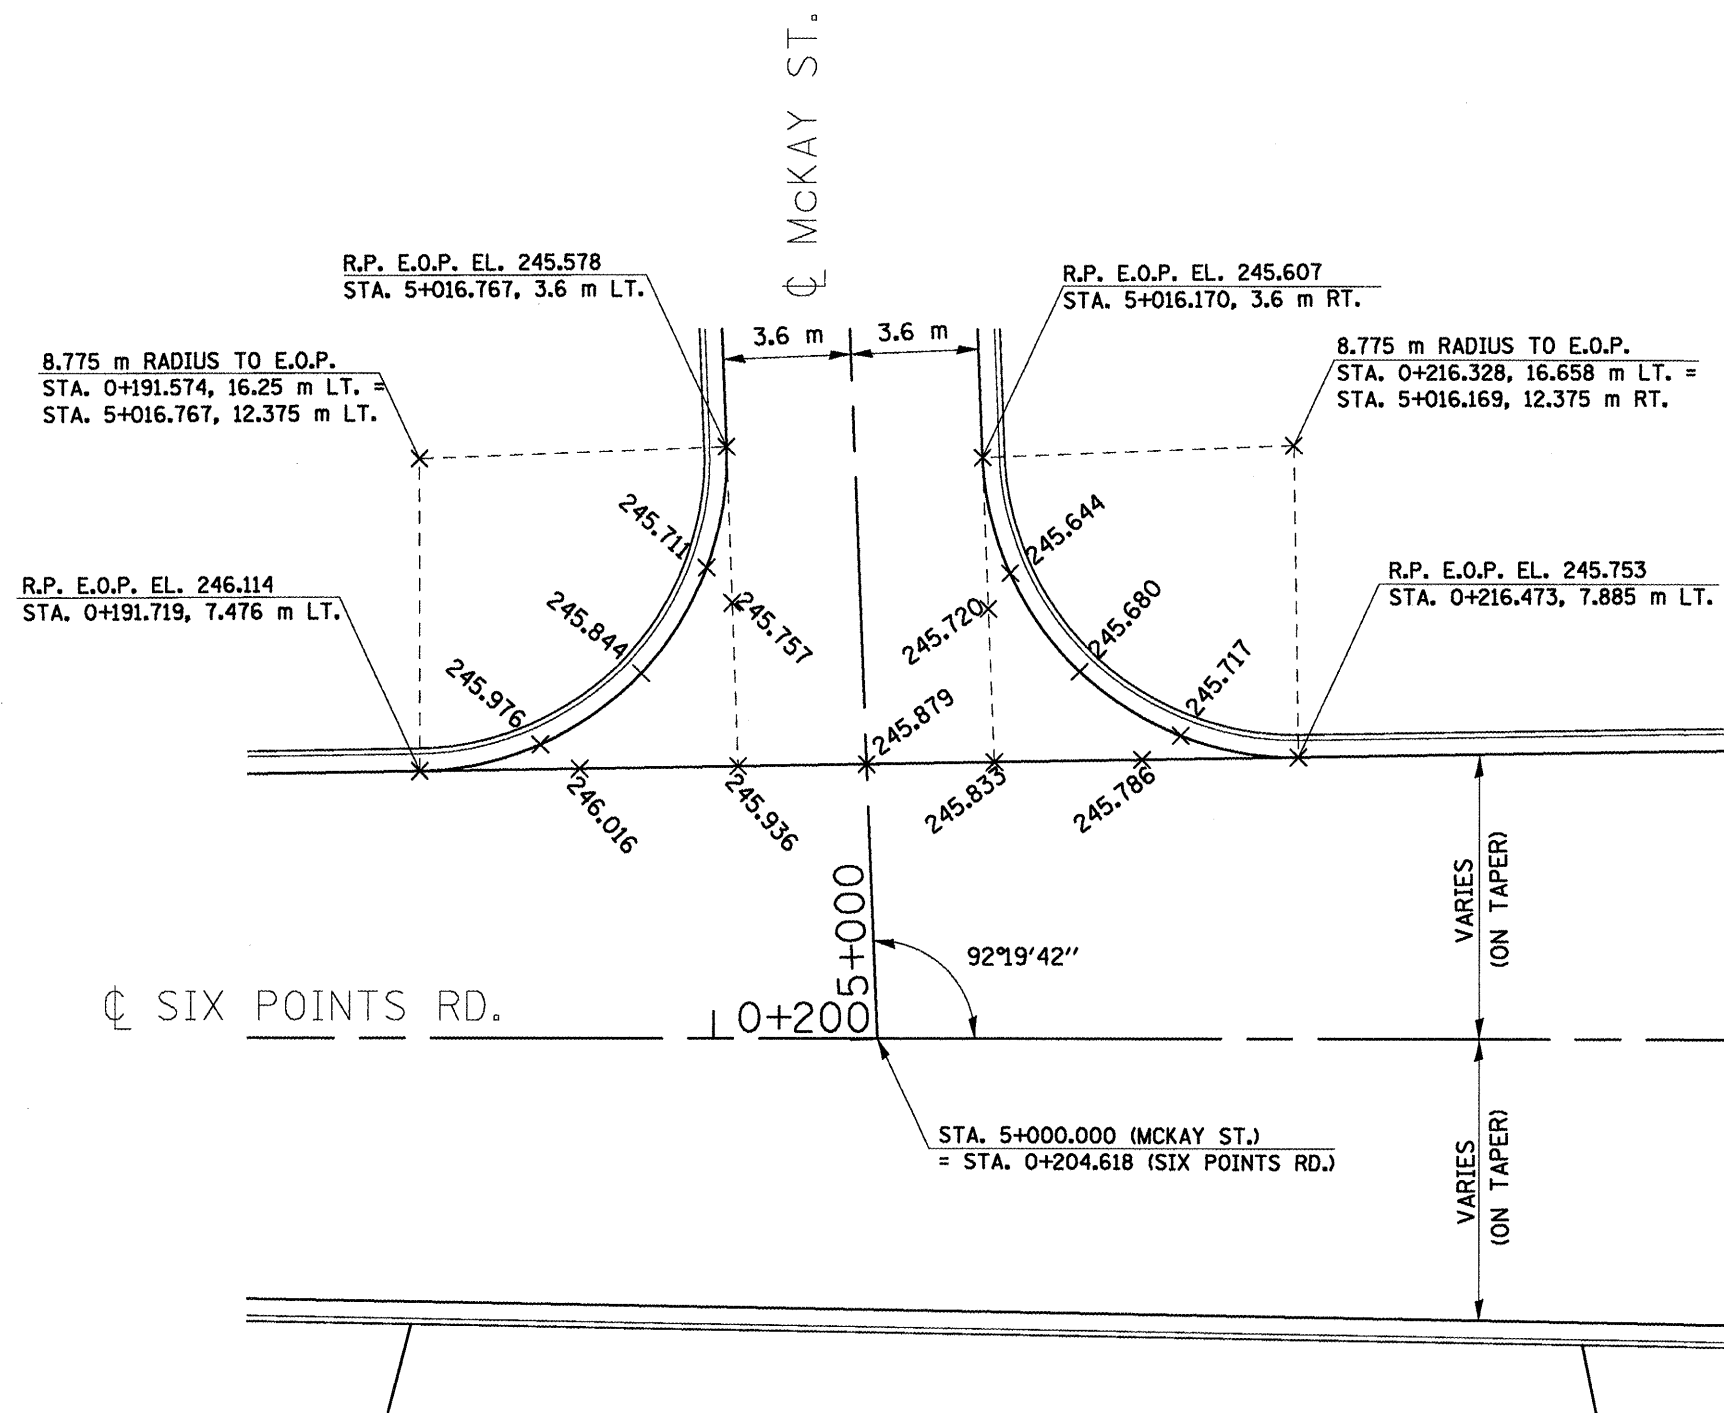 ℄ McKAY ST.
R.P. E.O.P. EL. 245.578
STA. 5+016.767, 3.6 m LT.
R.P. E.O.P. EL. 245.607
STA. 5+016.170, 3.6 m RT.
3.6 m
3.6 m
8.775 m RADIUS TO E.O.P.
STA. 0+191.574, 16.25 m LT. =
STA. 5+016.767, 12.375 m LT.
8.775 m RADIUS TO E.O.P.
STA. 0+216.328, 16.658 m LT. =
STA. 5+016.169, 12.375 m RT.
245.711
245.644
R.P. E.O.P. EL. 246.114
STA. 0+191.719, 7.476 m LT.
245.844
245.757
245.720
245.680
R.P. E.O.P. EL. 245.753
STA. 0+216.473, 7.885 m LT.
245.976
245.879
245.717
246.016
245.936
245.833
245.786
VARIES
(ON TAPER)
5+000
92°19'42"
℄ SIX POINTS RD.
0+200
STA. 5+000.000 (MCKAY ST.)
= STA. 0+204.618 (SIX POINTS RD.)
VARIES
(ON TAPER)